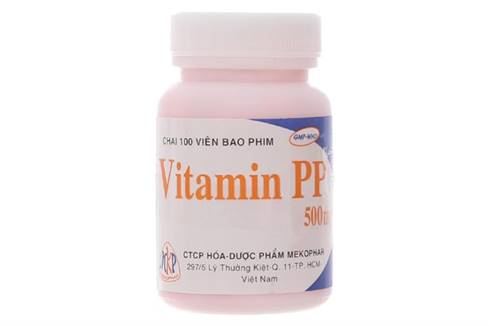 GMP-WHO
CHAI 100 VIÊN BAO PHIM
Vitamin PP
500
MKP
CTCP HÓA-DƯỢC PHẨM MEKOPHAR
297/5 Lý Thường Kiệt-Q. 11-TP. HCM-
Việt Nam